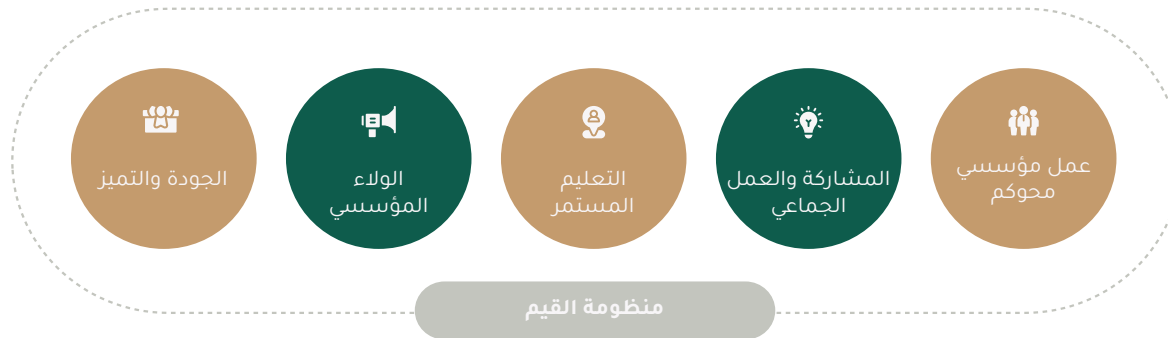 عمل مؤسسي
محوكم
المشاركة والعمل
الجماعي
التعليم
المستمر
الولاء
المؤسسي
الجودة والتميز
منظومة القيم